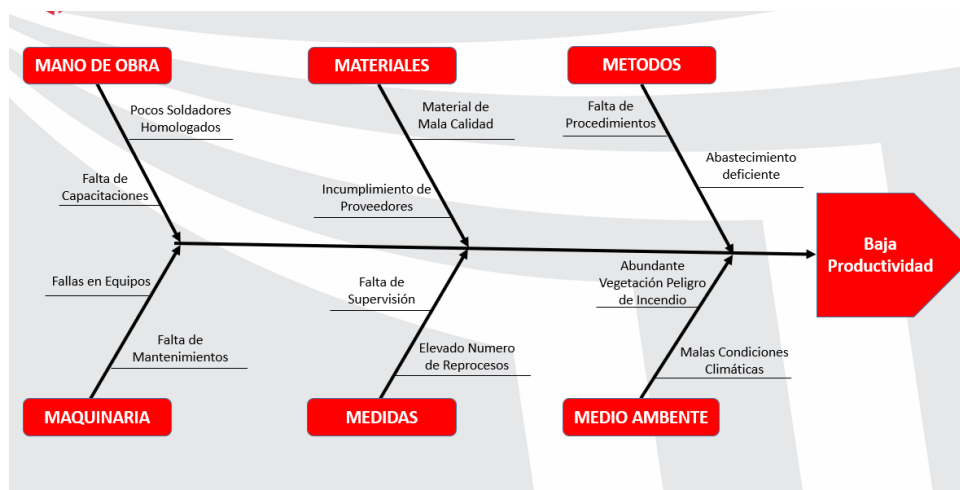 MANO DE OBRA
MATERIALES
METODOS
Pocos Soldadores
Homologados
Material de
Mala Calidad
Falta de
Procedimientos
Falta de
Capacitaciones
Incumplimiento de
Proveedores
Abastecimiento
deficiente
Baja
Productividad
Fallas en Equipos
Falta de
Supervisión
Abundante
Vegetación Peligro
de Incendio
Falta de
Mantenimientos
Elevado Numero
de Reprocesos
Malas Condiciones
Climáticas
MAQUINARIA
MEDIDAS
MEDIO AMBENTE